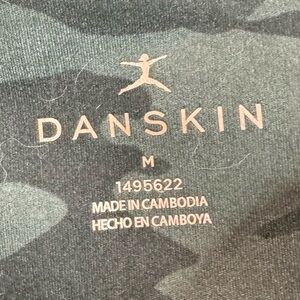 DANSKIN
M
1495622
MADE IN CAMBODIA
HECHO EN CAMBOYA